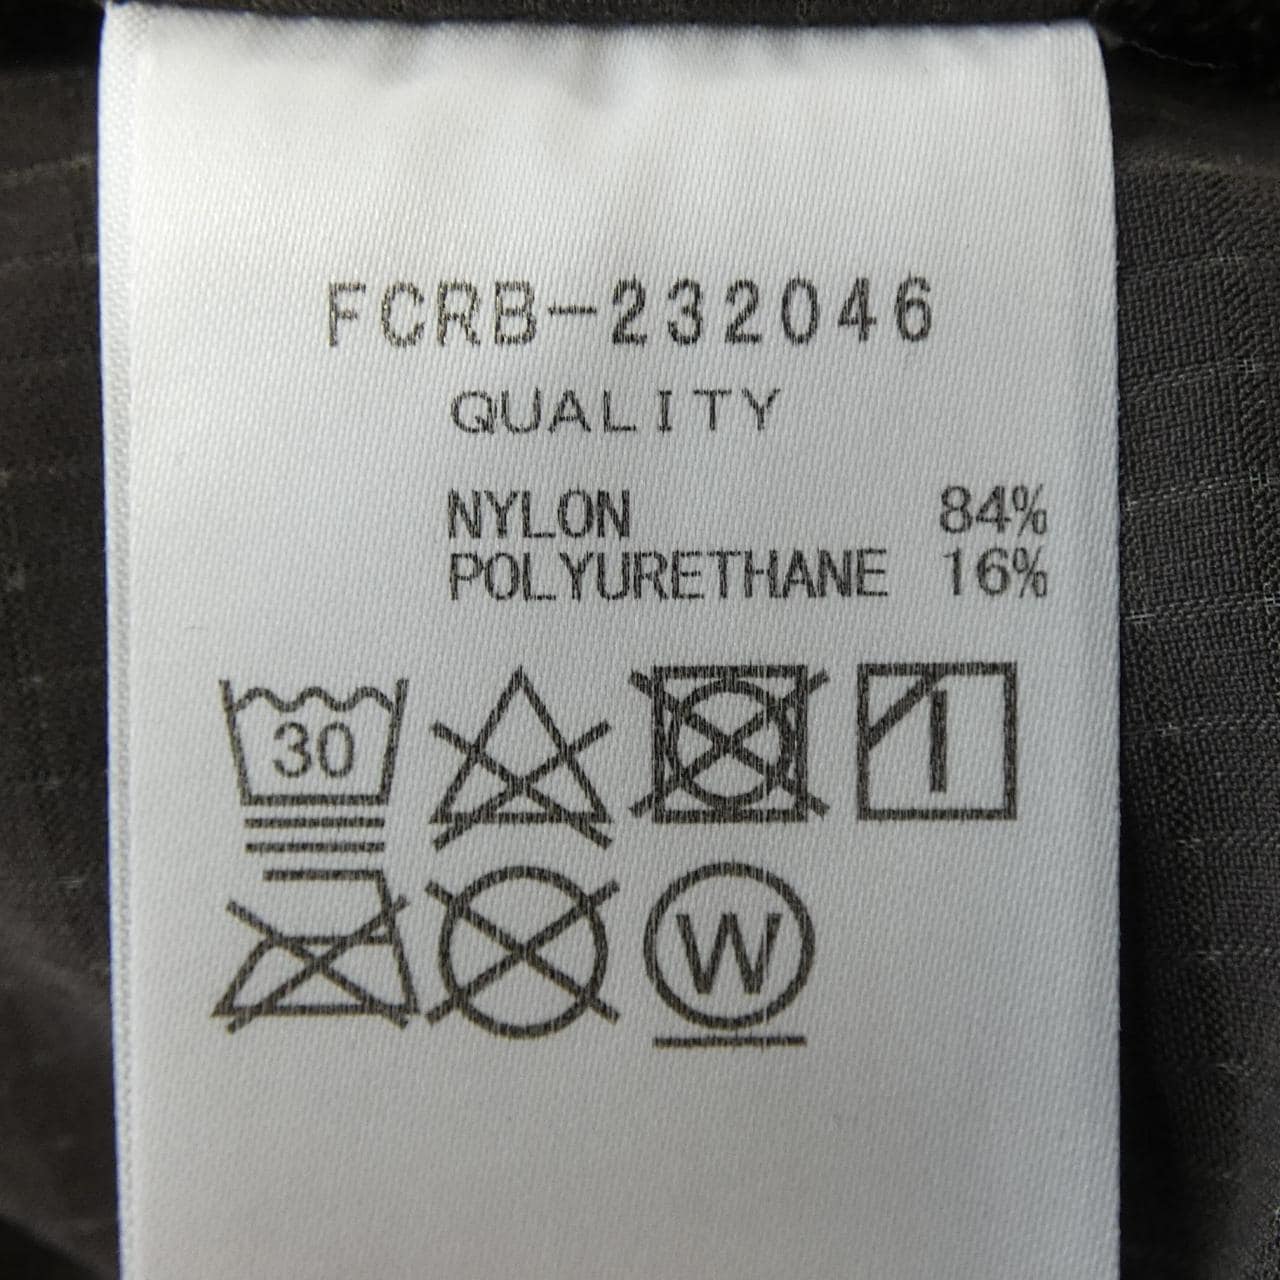 FCRB-232046
QUALITY
NYLON 84%
POLYURETHANE 16%
30
W